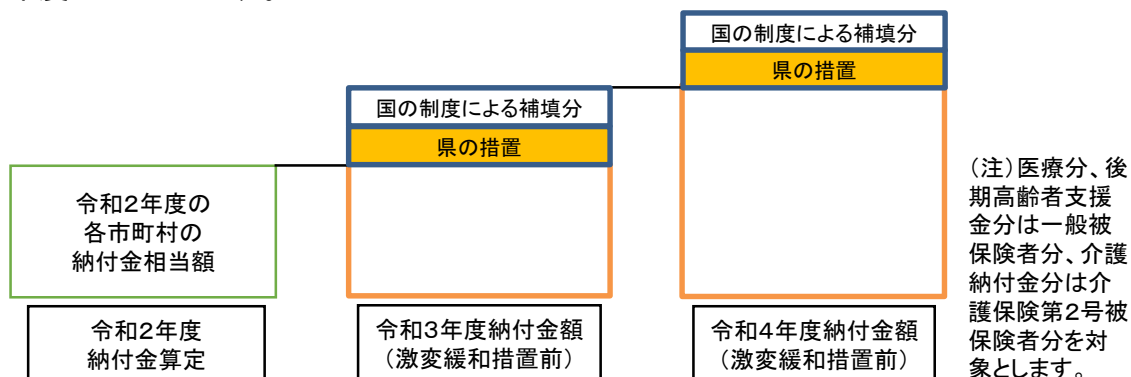 国の制度による補填分
県の措置
国の制度による補填分
県の措置
令和2年度の
各市町村の
納付金相当額
令和2年度
納付金算定
令和3年度納付金額
（激変緩和措置前）
令和4年度納付金額
（激変緩和措置前）
（注）医療分、後
期高齢者支援
金分は一般被
保険者分、介護
納付金分は介
護保険第2号被
保険者分を対
象とします。